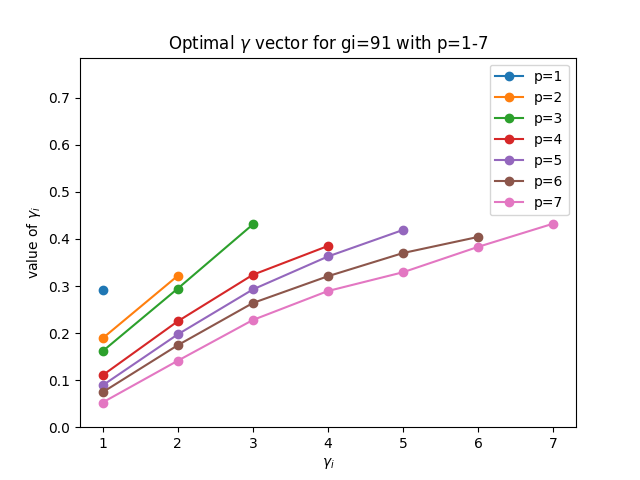 Optimal γ vector for gi=91 with p=1-7
p=1
p=2
p=3
p=4
p=5
p=6
p=7
value of γᵢ
0.7
0.6
0.5
0.4
0.3
0.2
0.1
0.0
1 2 3 4 5 6 7
γᵢ